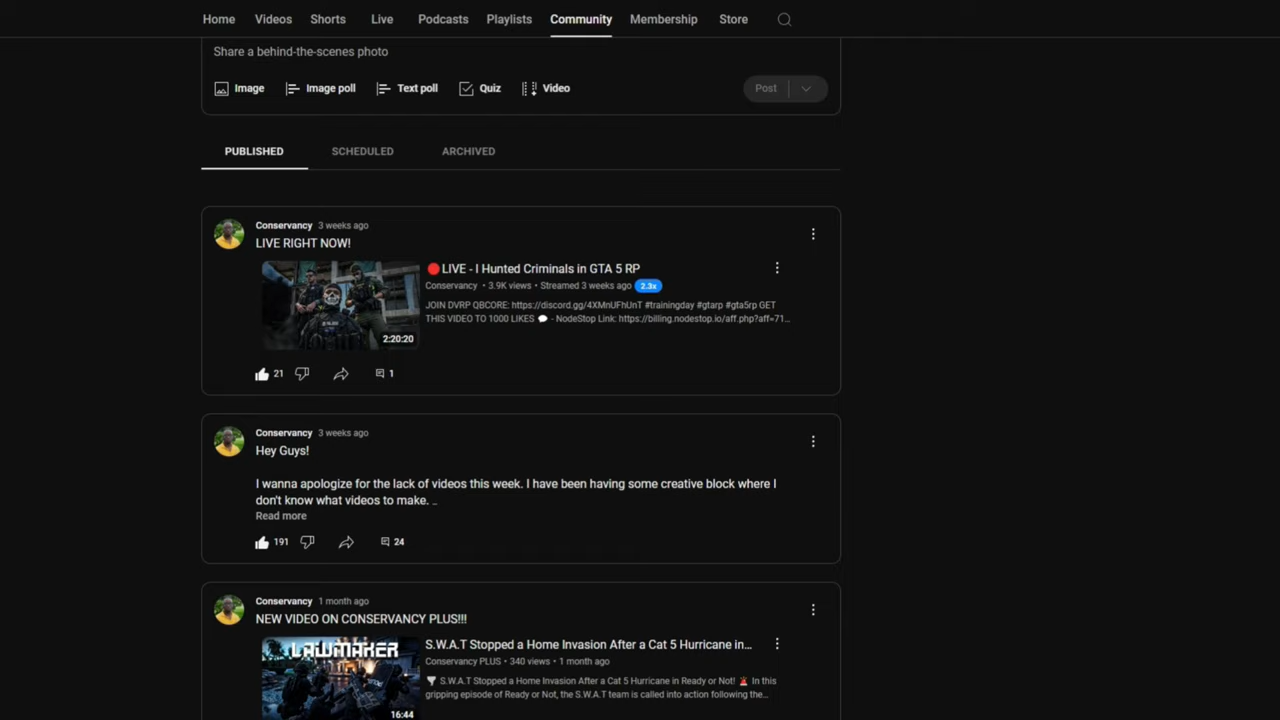 Home Videos Shorts Live Podcasts Playlists Community Membership Store
Share a behind-the-scenes photo
Image Image poll Text poll Quiz Video Post
PUBLISHED SCHEDULED ARCHIVED
Conservancy 3 weeks ago
LIVE RIGHT NOW!
🔴LIVE - I Hunted Criminals in GTA 5 RP
Conservancy • 3.9K views • Streamed 3 weeks ago 2.3x
JOIN DVRP QBCORE: https://discord.gg/4XMnUFhUnT #trainingday #gtarp #gta5rp GET
THIS VIDEO TO 1000 LIKES 💬 - NodeStop Link: https://billing.nodestop.io/aff.php?aff=71...
2:20:20
21 1
Conservancy 3 weeks ago
Hey Guys!
I wanna apologize for the lack of videos this week. I have been having some creative block where I
don't know what videos to make. ...
Read more
191 24
Conservancy 1 month ago
NEW VIDEO ON CONSERVANCY PLUS!!!
LAWMAKER
S.W.A.T Stopped a Home Invasion After a Cat 5 Hurricane in...
Conservancy PLUS • 340 views • 1 month ago
🌪️ S.W.A.T Stopped a Home Invasion After a Cat 5 Hurricane in Ready or Not! 🚨 In this
gripping episode of Ready or Not, the S.W.A.T team is called into action following the...
16:44